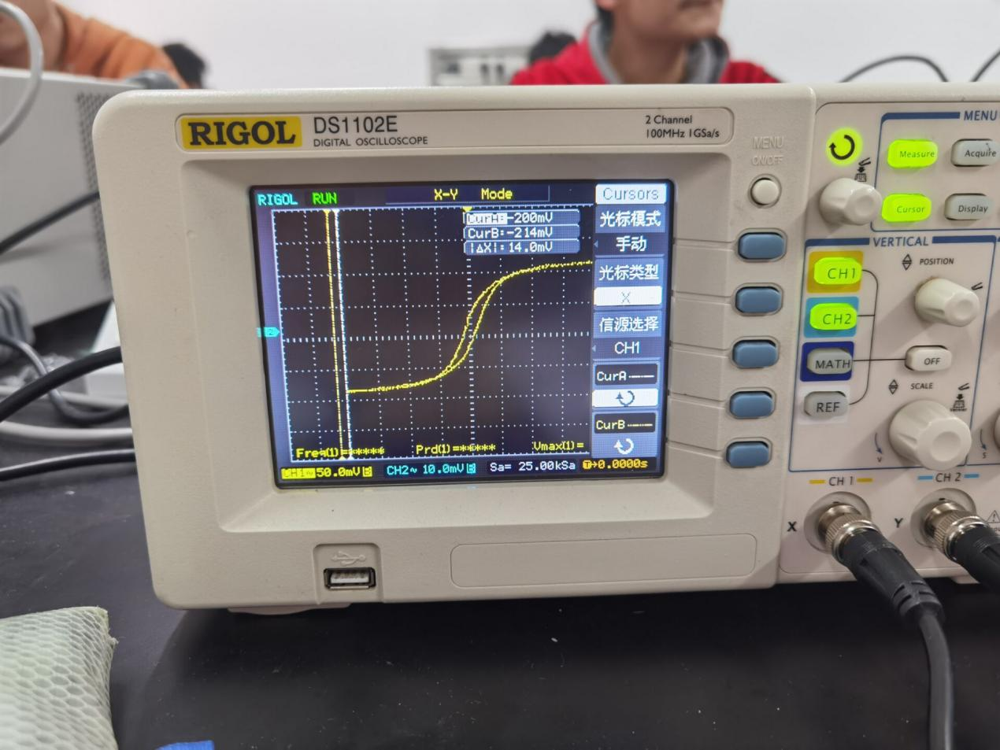 RIGOL DS1102E
DIGITAL OSCILLOSCOPE
2 Channel
100MHz 1GSa/s
MENU
ON/OFF
RIGOL RUN X-Y Mode
CurA:-200mV
CurB:-214mV
|ΔX|: 14.0mV
Cursors
光标模式
手动
光标类型
X
信源选择
CH1
CurA
CurB
2
Freq(1)=***** Prd(1)=***** Vmax(1)=
CH1~ 50.0mV B CH2~ 10.0mV B Sa= 25.00kSa T→0.0000s
MENU
Measure
Acquire
Cursor
Display
VERTICAL
POSITION
CH1
CH2
MATH
OFF
REF
SCALE
V
CH 1
CH 2
X
Y